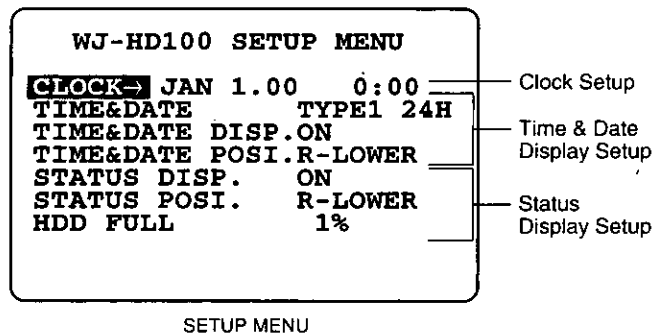 WJ-HD100 SETUP MENU
CLOCK→ JAN 1.00 0:00
TIME&DATE TYPE1 24H
TIME&DATE DISP.ON
TIME&DATE POSI.R-LOWER
STATUS DISP. ON
STATUS POSI. R-LOWER
HDD FULL 1%
Clock Setup
Time & Date
Display Setup
Status
Display Setup
SETUP MENU